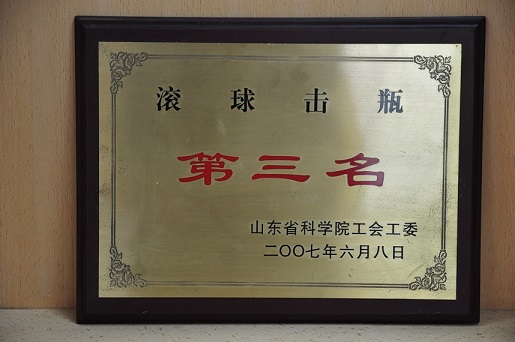 滚球击瓶
第三名
山东省科学院工会工委
二〇〇七年六月八日